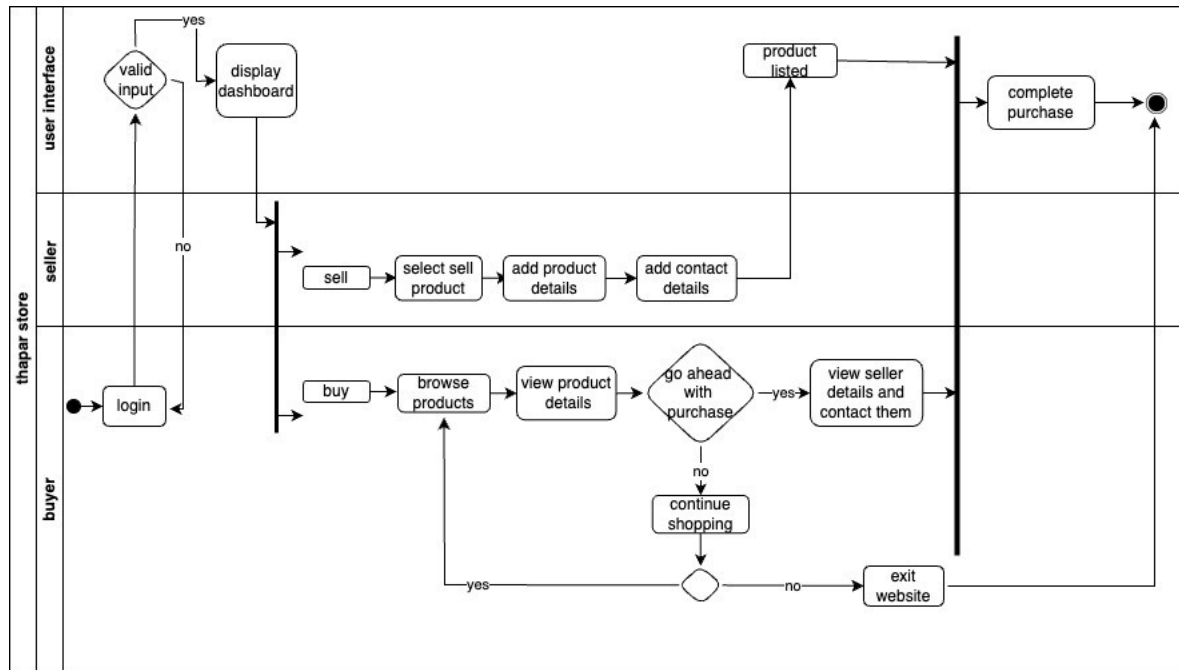 thapar store
user interface
yes
valid
input
display
dashboard
product
listed
complete
purchase
no
seller
sell
select sell
product
add product
details
add contact
details
buyer
login
buy
browse
products
view product
details
go ahead
with
purchase
yes
view seller
details and
contact them
no
continue
shopping
yes
no
exit
website